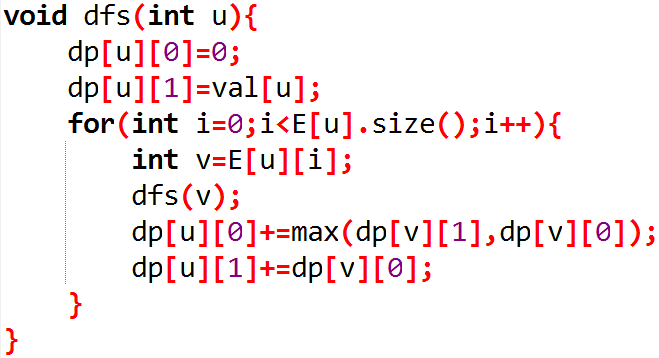 void dfs(int u){
    dp[u][0]=0;
    dp[u][1]=val[u];
    for(int i=0;i<E[u].size();i++){
        int v=E[u][i];
        dfs(v);
        dp[u][0]+=max(dp[v][1],dp[v][0]);
        dp[u][1]+=dp[v][0];
    }
}